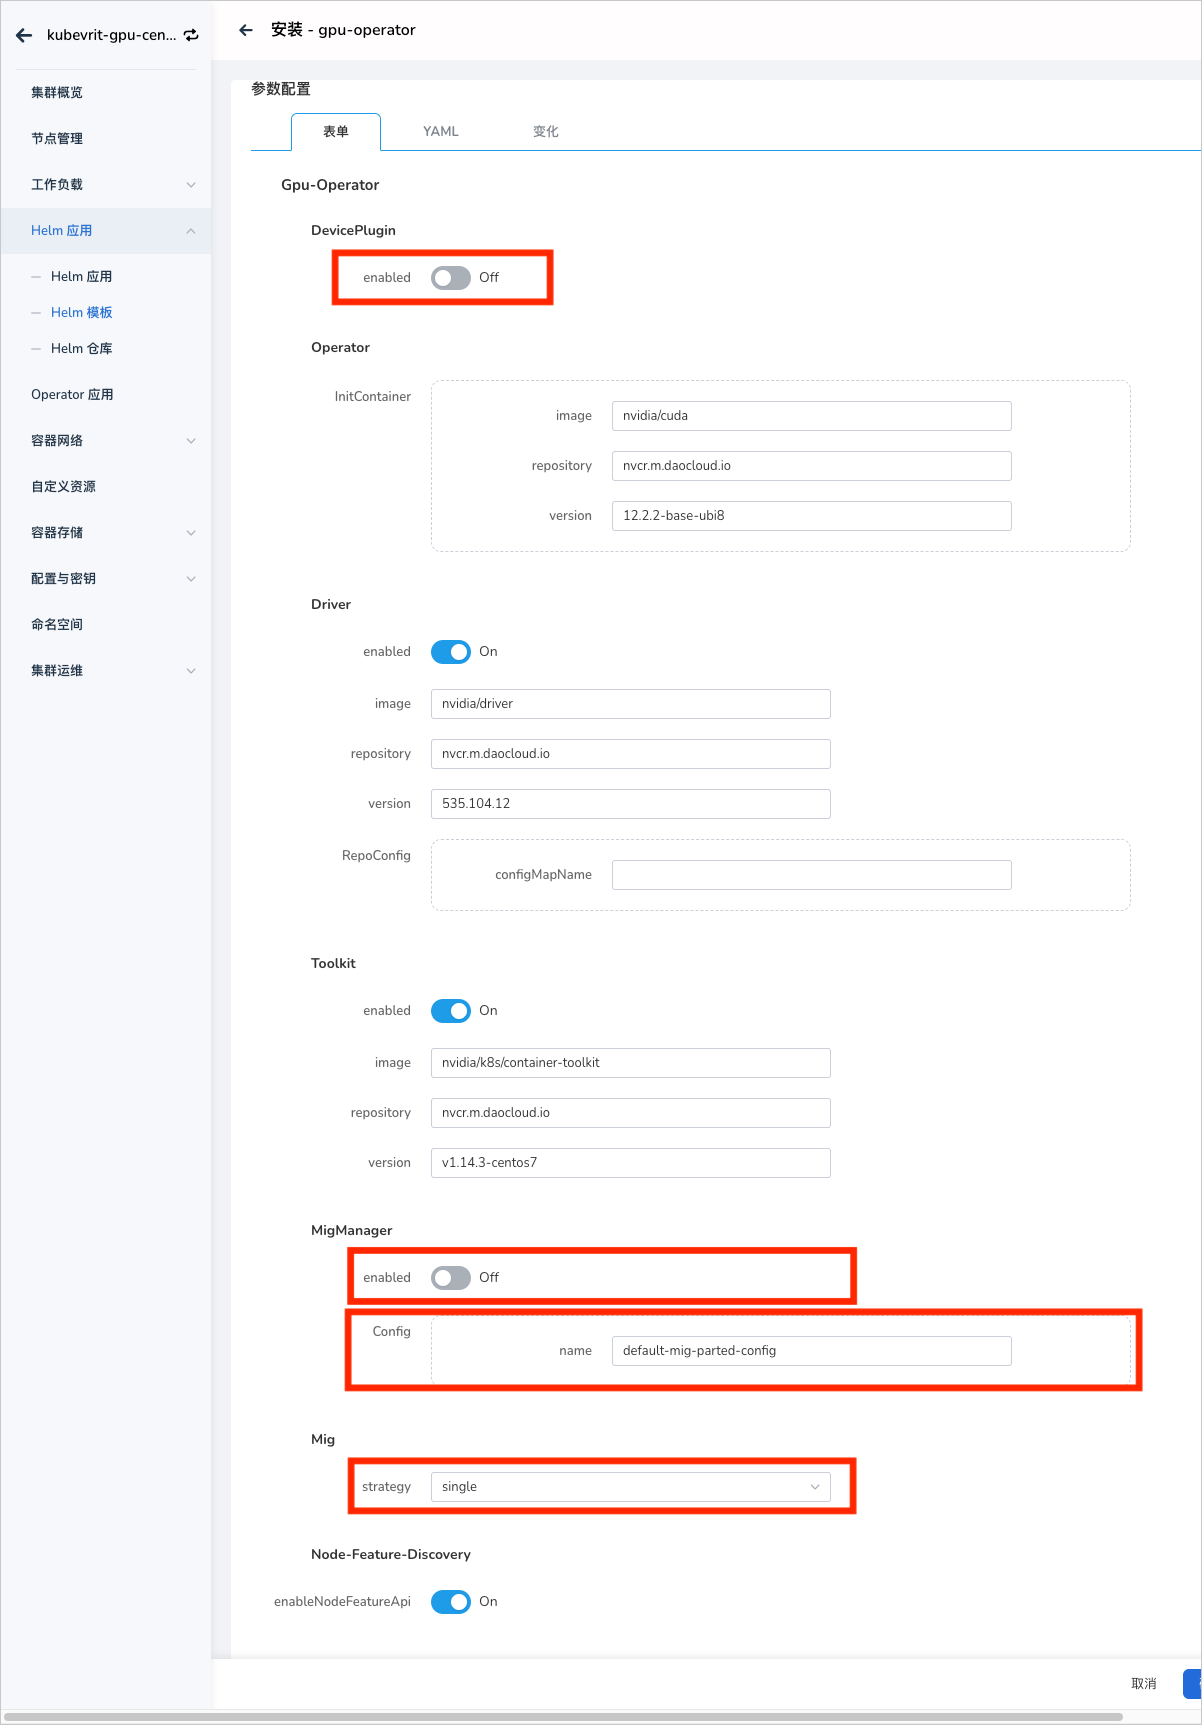 kubevrit-gpu-cen...
集群概览
节点管理
工作负载
Helm 应用
Helm 应用
Helm 模板
Helm 仓库
Operator 应用
容器网络
自定义资源
容器存储
配置与密钥
命名空间
集群运维
安装 - gpu-operator
参数配置
表单
YAML
变化
Gpu-Operator
DevicePlugin
enabled Off
Operator
InitContainer
image nvidia/cuda
repository nvcr.m.daocloud.io
version 12.2.2-base-ubi8
Driver
enabled On
image nvidia/driver
repository nvcr.m.daocloud.io
version 535.104.12
RepoConfig
configMapName
Toolkit
enabled On
image nvidia/k8s/container-toolkit
repository nvcr.m.daocloud.io
version v1.14.3-centos7
MigManager
enabled Off
Config
name default-mig-parted-config
Mig
strategy single
Node-Feature-Discovery
enableNodeFeatureApi On
取消